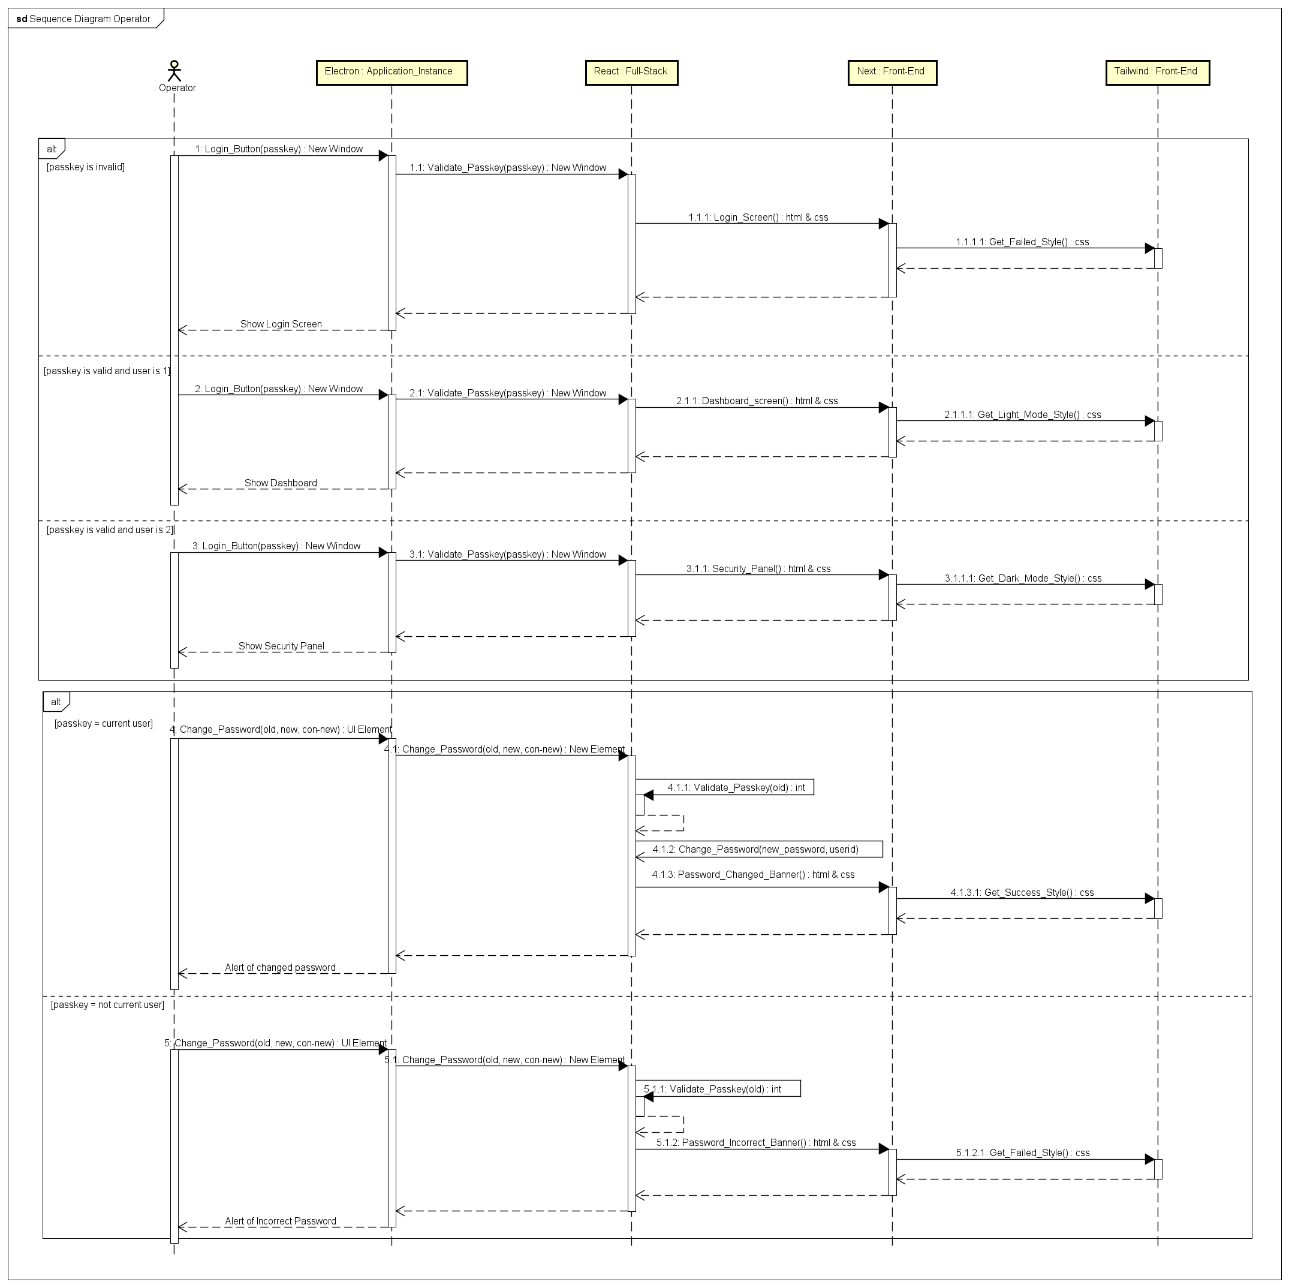 sd Sequence Diagram Operator
Operator
Electron : Application_Instance
React : Full-Stack
Next : Front-End
Tailwind : Front-End
alt
[passkey is invalid]
1: Login_Button(passkey) : New Window
1.1: Validate_Passkey(passkey) : New Window
1.1.1: Login_Screen() : html & css
1.1.1.1: Get_Failed_Style() : css
Show Login Screen
[passkey is valid and user is 1]
2: Login_Button(passkey) : New Window
2.1: Validate_Passkey(passkey) : New Window
2.1.1: Dashboard_screen() : html & css
2.1.1.1: Get_Light_Mode_Style() : css
Show Dashboard
[passkey is valid and user is 2]
3: Login_Button(passkey) : New Window
3.1: Validate_Passkey(passkey) : New Window
3.1.1: Security_Panel() : html & css
3.1.1.1: Get_Dark_Mode_Style() : css
Show Security Panel
alt
[passkey = current user]
4: Change_Password(old, new, con-new) : UI Element
4.1: Change_Password(old, new, con-new) : New Element
4.1.1: Validate_Passkey(old) : int
4.1.2: Change_Password(new_password, userid)
4.1.3: Password_Changed_Banner() : html & css
4.1.3.1: Get_Success_Style() : css
Alert of changed password
[passkey = not current user]
5: Change_Password(old, new, con-new) : UI Element
5.1: Change_Password(old, new, con-new) : New Element
5.1.1: Validate_Passkey(old) : int
5.1.2: Password_Incorrect_Banner() : html & css
5.1.2.1: Get_Failed_Style() : css
Alert of Incorrect Password